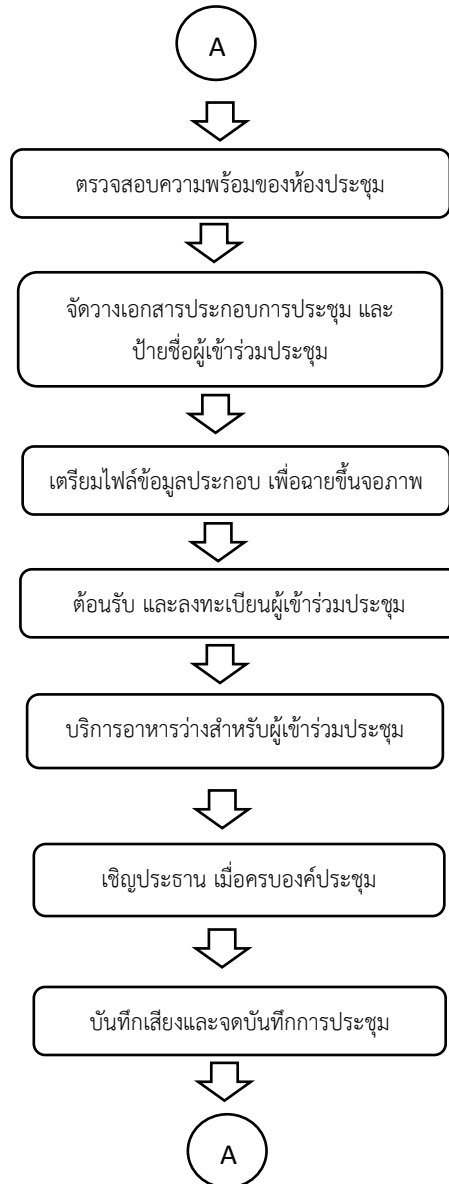 A
ตรวจสอบความพร้อมของห้องประชุม
จัดวางเอกสารประกอบการประชุม และ
ป้ายชื่อผู้เข้าร่วมประชุม
เตรียมไฟล์ข้อมูลประกอบ เพื่อฉายขึ้นจอภาพ
ต้อนรับ และลงทะเบียนผู้เข้าร่วมประชุม
บริการอาหารว่างสำหรับผู้เข้าร่วมประชุม
เชิญประธาน เมื่อครบองค์ประชุม
บันทึกเสียงและจดบันทึกการประชุม
A